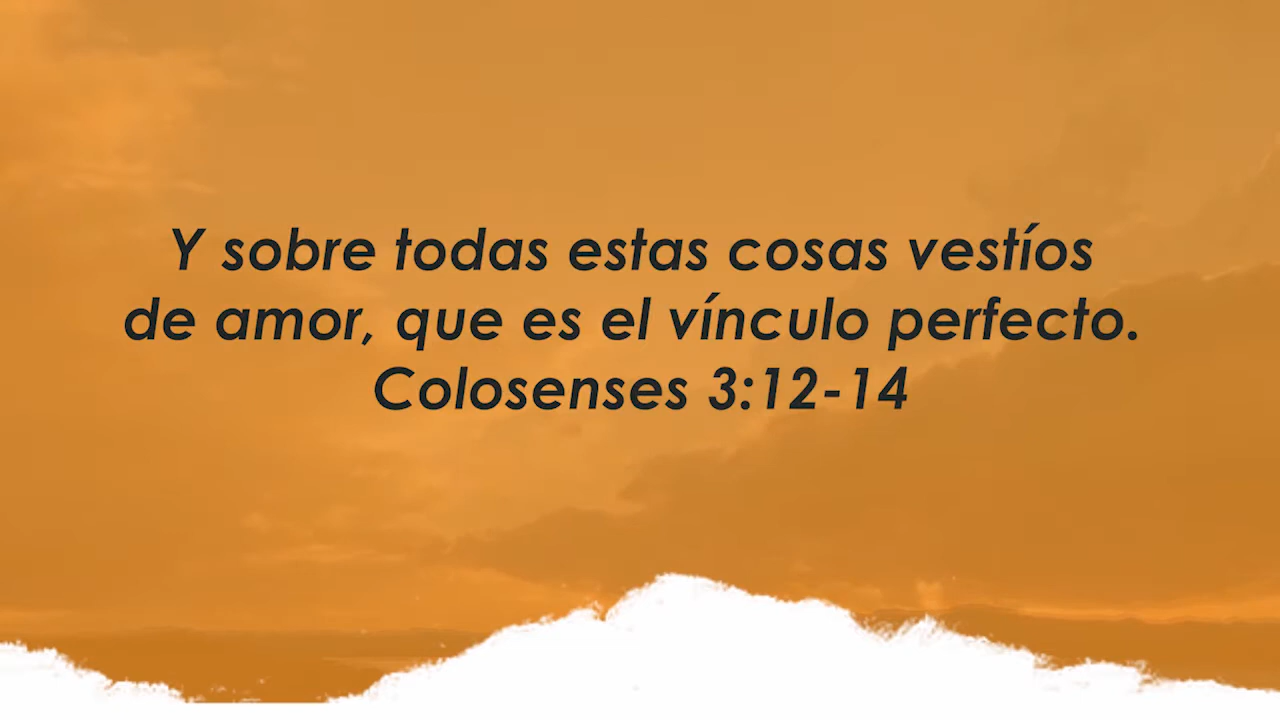 Y sobre todas estas cosas vestíos
de amor, que es el vínculo perfecto.
Colosenses 3:12-14